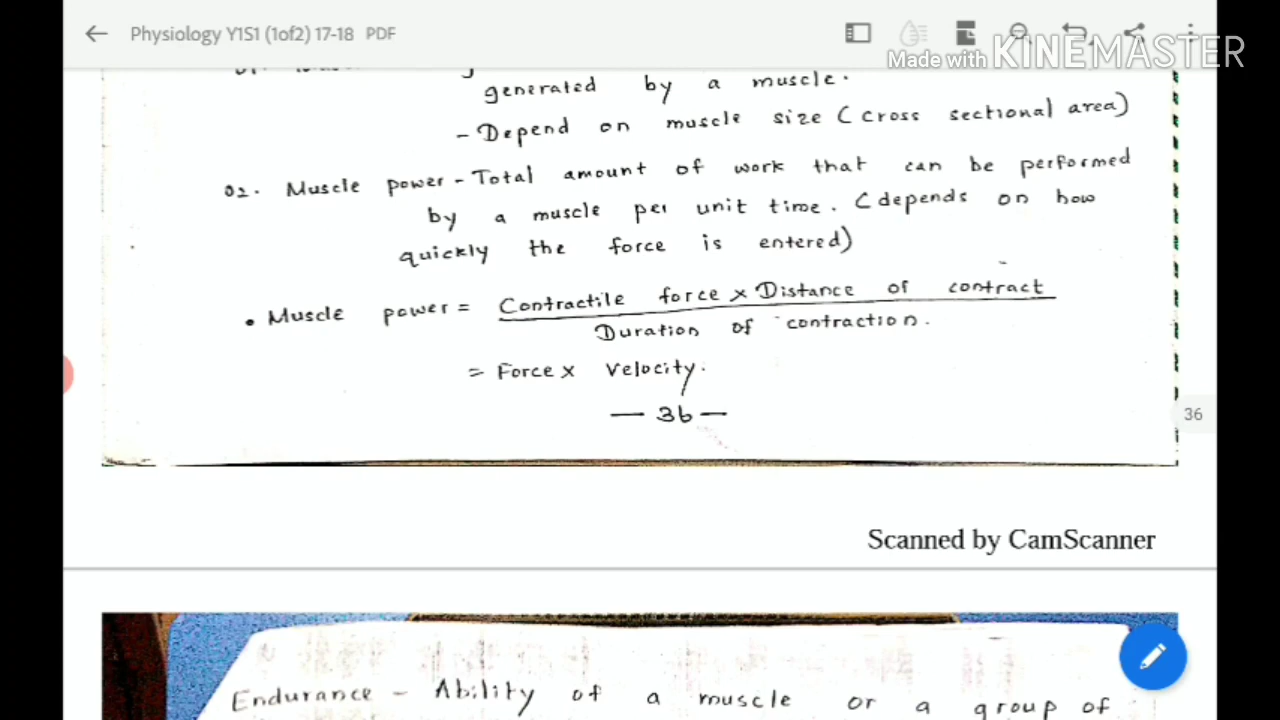 Physiology Y1S1 (1of2) 17-18 PDF
Made with KINEMASTER
generated by a muscle.
- Depend on muscle size (cross sectional area)
02. Muscle power - Total amount of work that can be performed
by a muscle per unit time. (depends on how
quickly the force is entered)
• Muscle power = Contractile force x Distance of contract
Duration of contraction.
= Force x Velocity.
— 36 —
36
Scanned by CamScanner
Endurance - Ability of a muscle or a group of